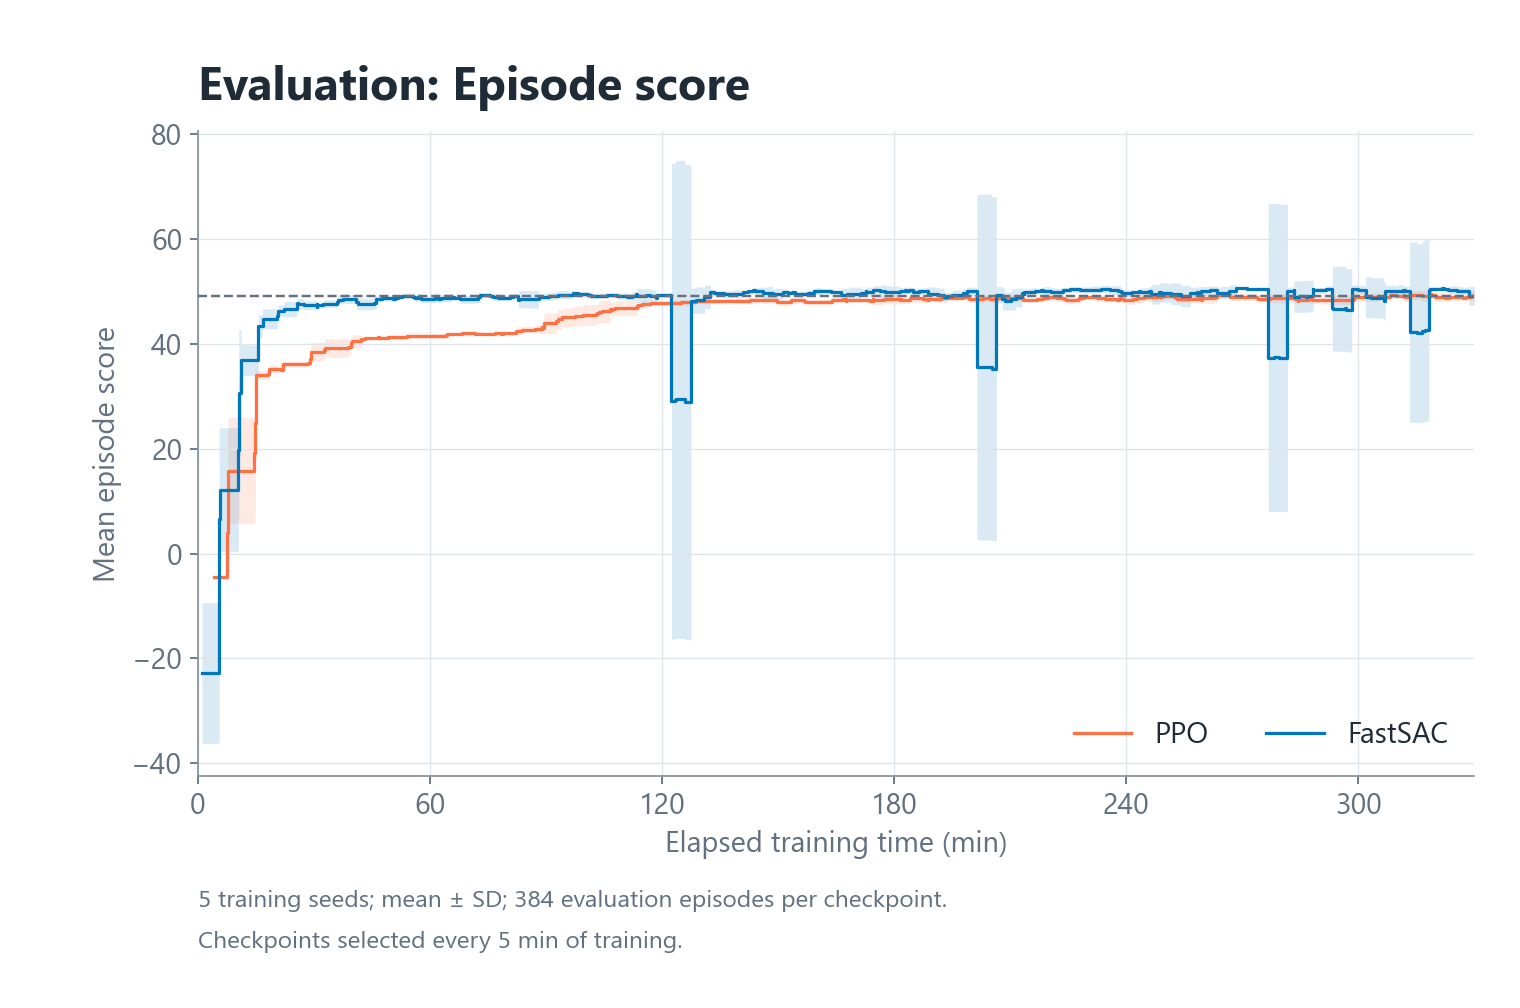 Evaluation: Episode score
80
60
40
20
0
−20
−40
Mean episode score
0 60 120 180 240 300
Elapsed training time (min)
PPO FastSAC
5 training seeds; mean ± SD; 384 evaluation episodes per checkpoint.
Checkpoints selected every 5 min of training.